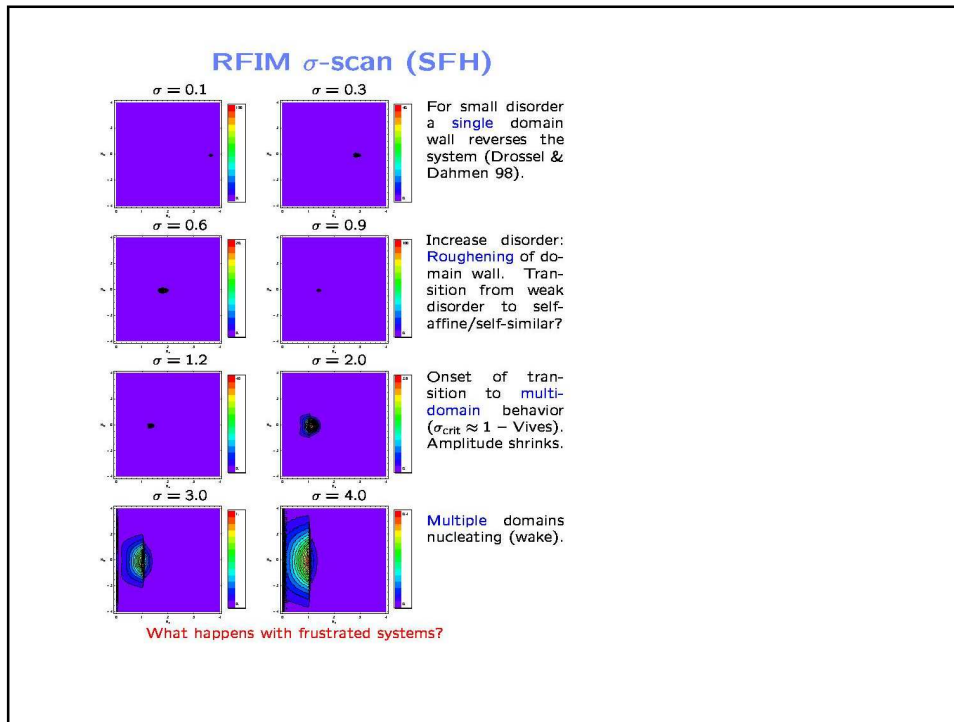 RFIM σ-scan (SFH)
σ = 0.1
σ = 0.3
For small disorder
a single domain
wall reverses the
system (Drossel &
Dahmen 98).
σ = 0.6
σ = 0.9
Increase disorder:
Roughening of do-
main wall. Tran-
sition from weak
disorder to self-
affine/self-similar?
σ = 1.2
σ = 2.0
Onset of tran-
sition to multi-
domain behavior
(σcrit ≈ 1 – Vives).
Amplitude shrinks.
σ = 3.0
σ = 4.0
Multiple domains
nucleating (wake).
What happens with frustrated systems?